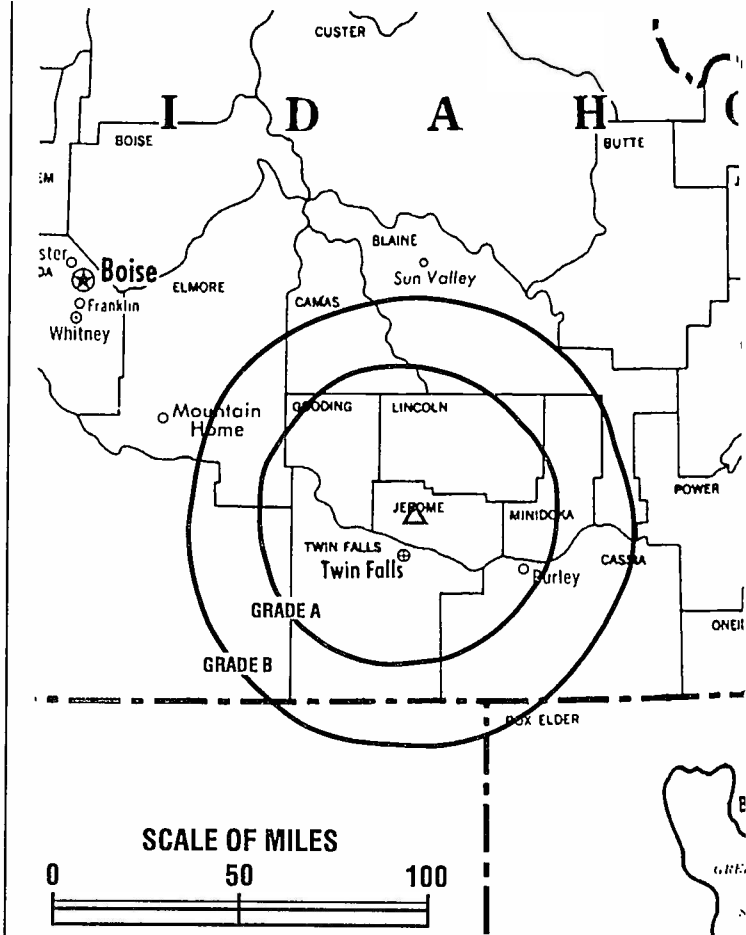 CUSTER
I D A H
BOISE
BUTTE
BLAINE
Sun Valley
Boise
ELMORE
Franklin
CAMAS
Whitney
Mountain
Home
GOODING
LINCOLN
POWER
JEROME
MINIDOKA
TWIN FALLS
CASSIA
Twin Falls
Burley
GRADE A
GRADE B
BOX ELDER
SCALE OF MILES
0 50 100